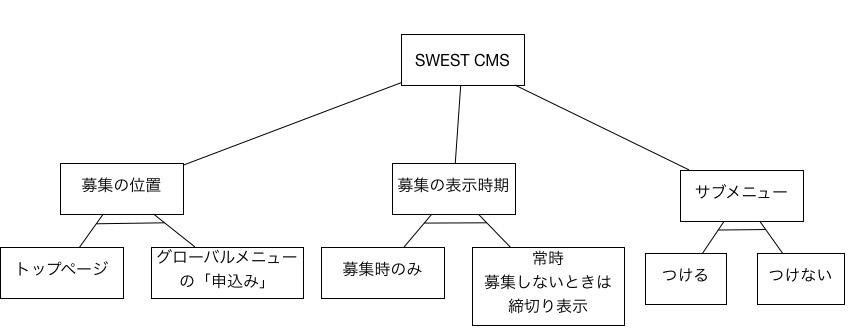 SWEST CMS
募集の位置
募集の表示時期
サブメニュー
トップページ
グローバルメニュー
の「申込み」
募集時のみ
常時
募集しないときは
締切り表示
つける
つけない